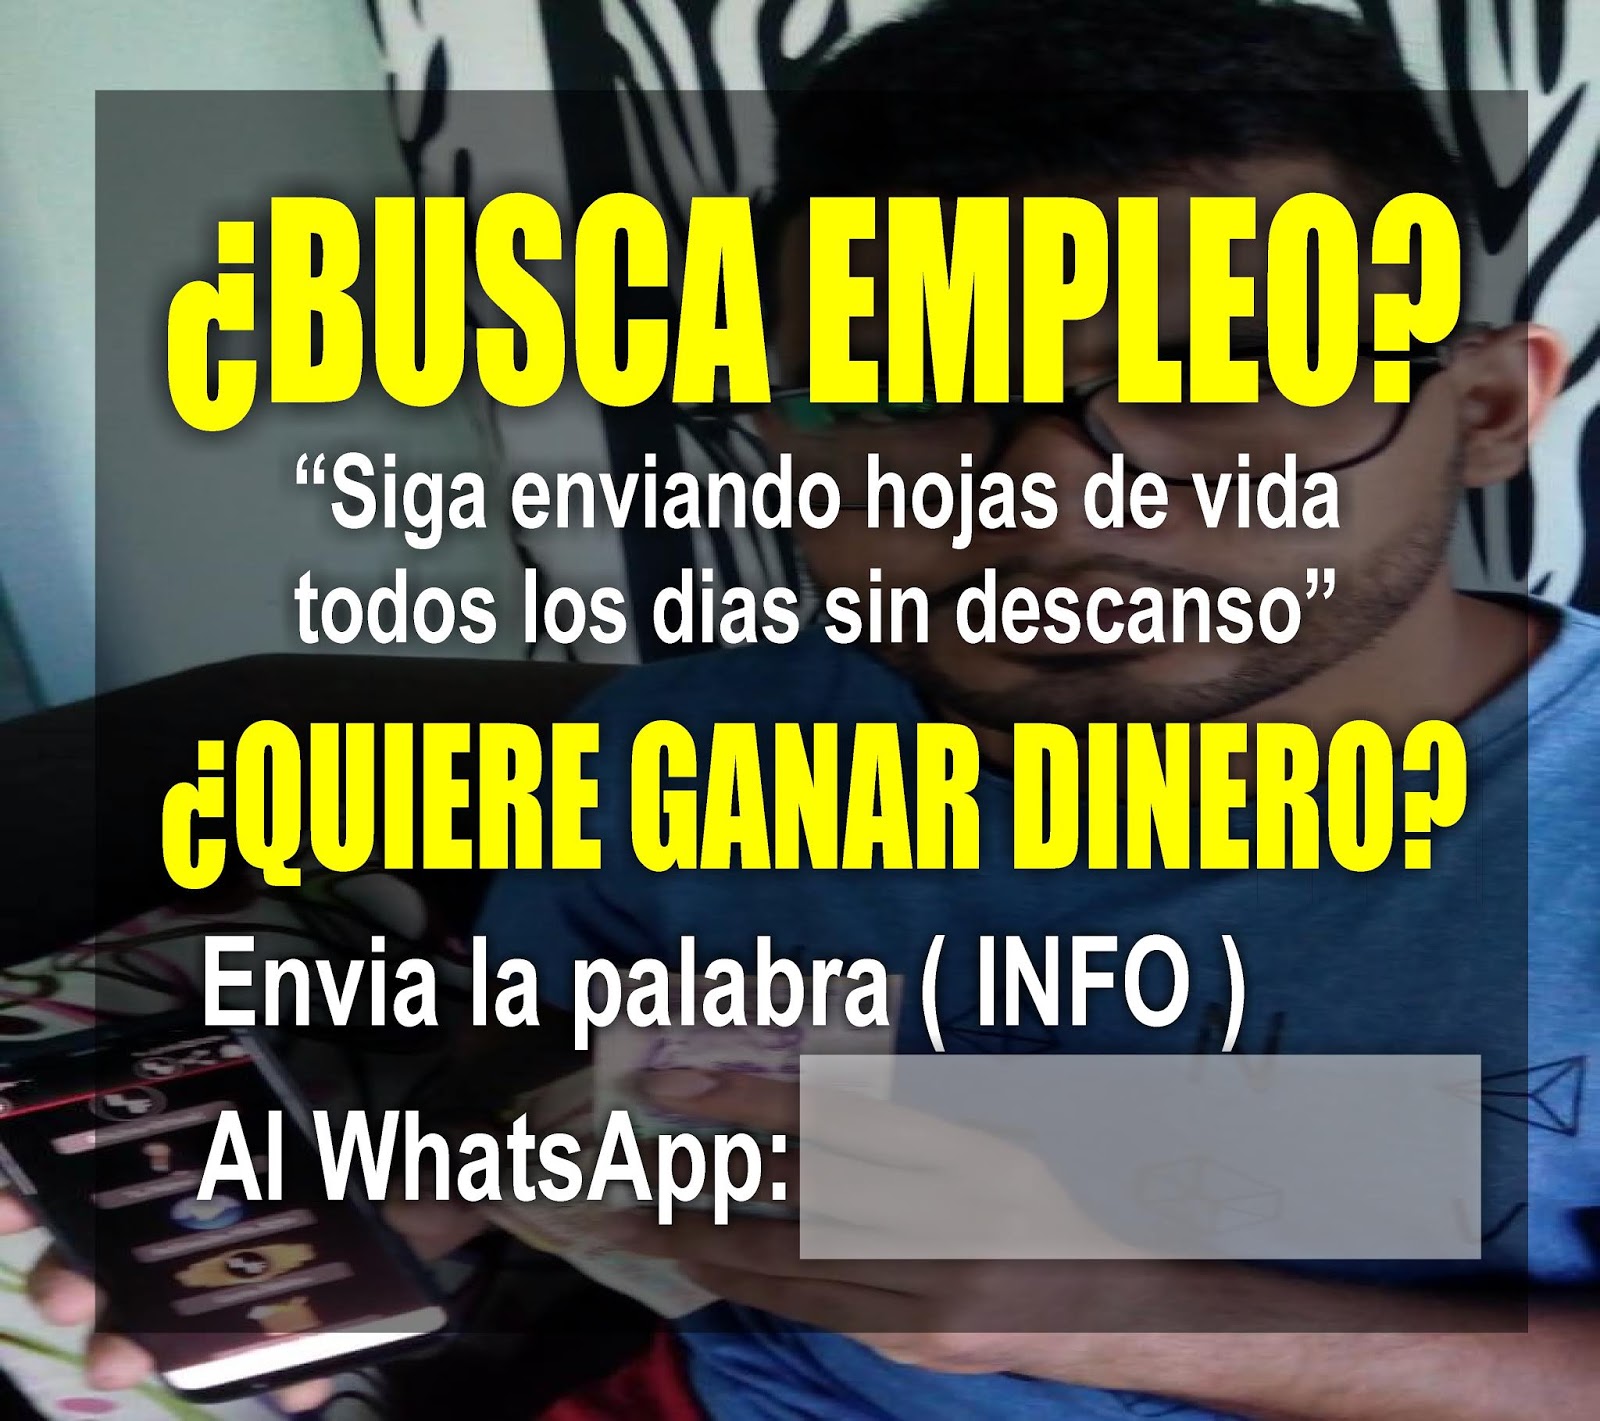 ¿BUSCA EMPLEO?
“Siga enviando hojas de vida
todos los dias sin descanso”
¿QUIERE GANAR DINERO?
Envia la palabra ( INFO )
Al WhatsApp: